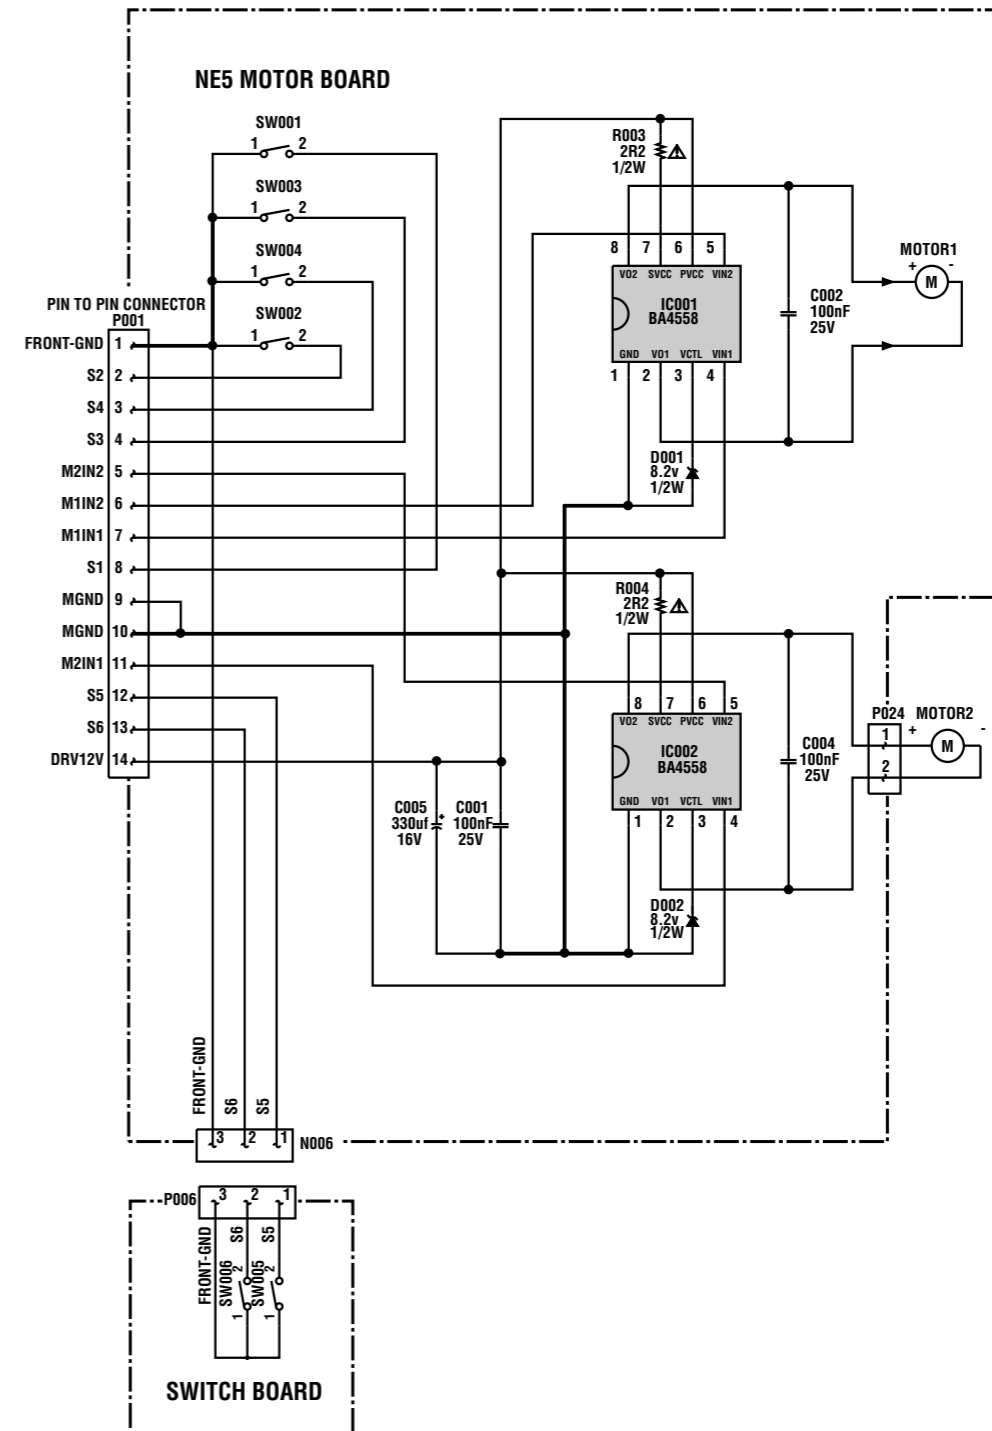 NE5 MOTOR BOARD
SW001
1 2
SW003
1 2
SW004
1 2
SW002
1 2
PIN TO PIN CONNECTOR
P001
FRONT-GND 1
S2 2
S4 3
S3 4
M2IN2 5
M1IN2 6
M1IN1 7
S1 8
MGND 9
MGND 10
M2IN1 11
S5 12
S6 13
DRV12V 14
R003
2R2
1/2W
8 7 6 5
VO2 SVCC PVCC VIN2
IC001
BA4558
GND VO1 VCTL VIN1
1 2 3 4
C002
100nF
25V
MOTOR1
+ -
M
D001
8.2v
1/2W
R004
2R2
1/2W
8 7 6 5
VO2 SVCC PVCC VIN2
IC002
BA4558
GND VO1 VCTL VIN1
1 2 3 4
C004
100nF
25V
P024
1
2
MOTOR2
+ -
M
C005
330uf
16V
+
C001
100nF
25V
D002
8.2v
1/2W
FRONT-GND
S6
S5
3 2 1
N006
P006
3 2 1
FRONT-GND
S6
S5
SW006
2
1
SW005
2
1
SWITCH BOARD